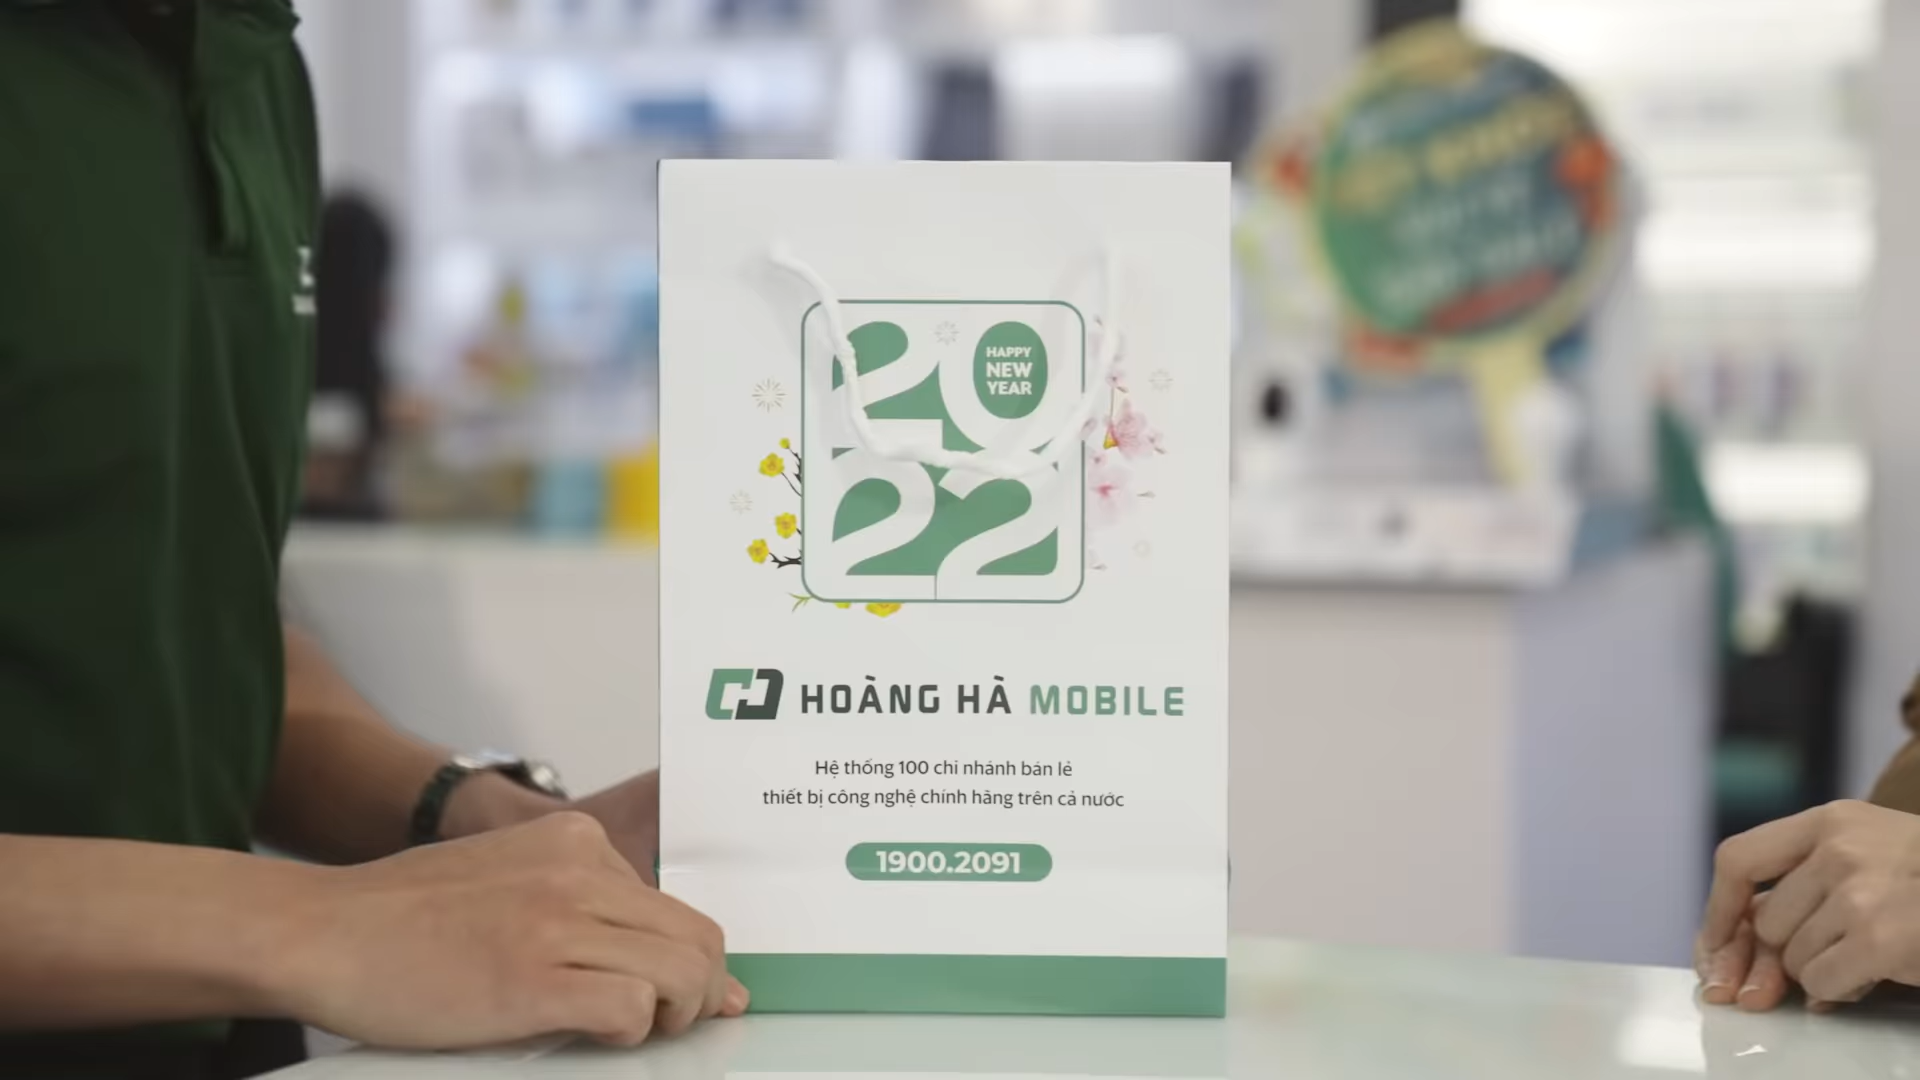 2022
HAPPY
NEW
YEAR
HOÀNG HÀ MOBILE
Hệ thống 100 chi nhánh bán lẻ
thiết bị công nghệ chính hãng trên cả nước
1900.2091